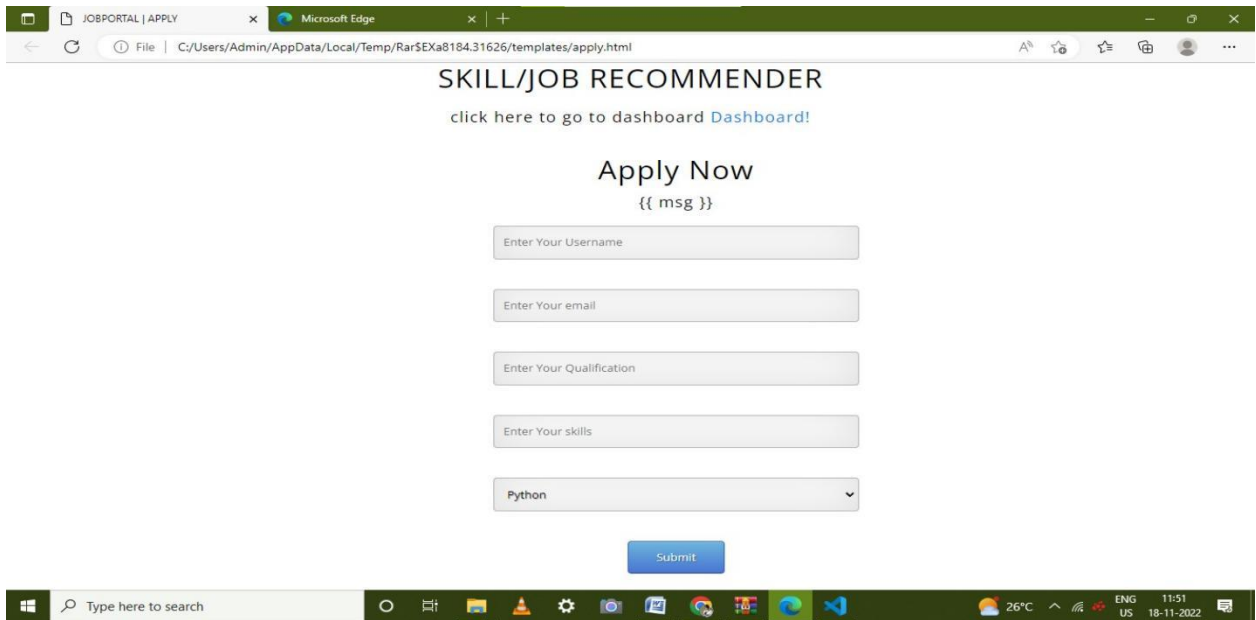 JOBPORTAL | APPLY
Microsoft Edge
File | C:/Users/Admin/AppData/Local/Temp/Rar$EXa8184.31626/templates/apply.html
SKILL/JOB RECOMMENDER
click here to go to dashboard Dashboard!
Apply Now
{{ msg }}
Enter Your Username
Enter Your email
Enter Your Qualification
Enter Your skills
Python
Submit
Type here to search
26°C
ENG
US
11:51
18-11-2022